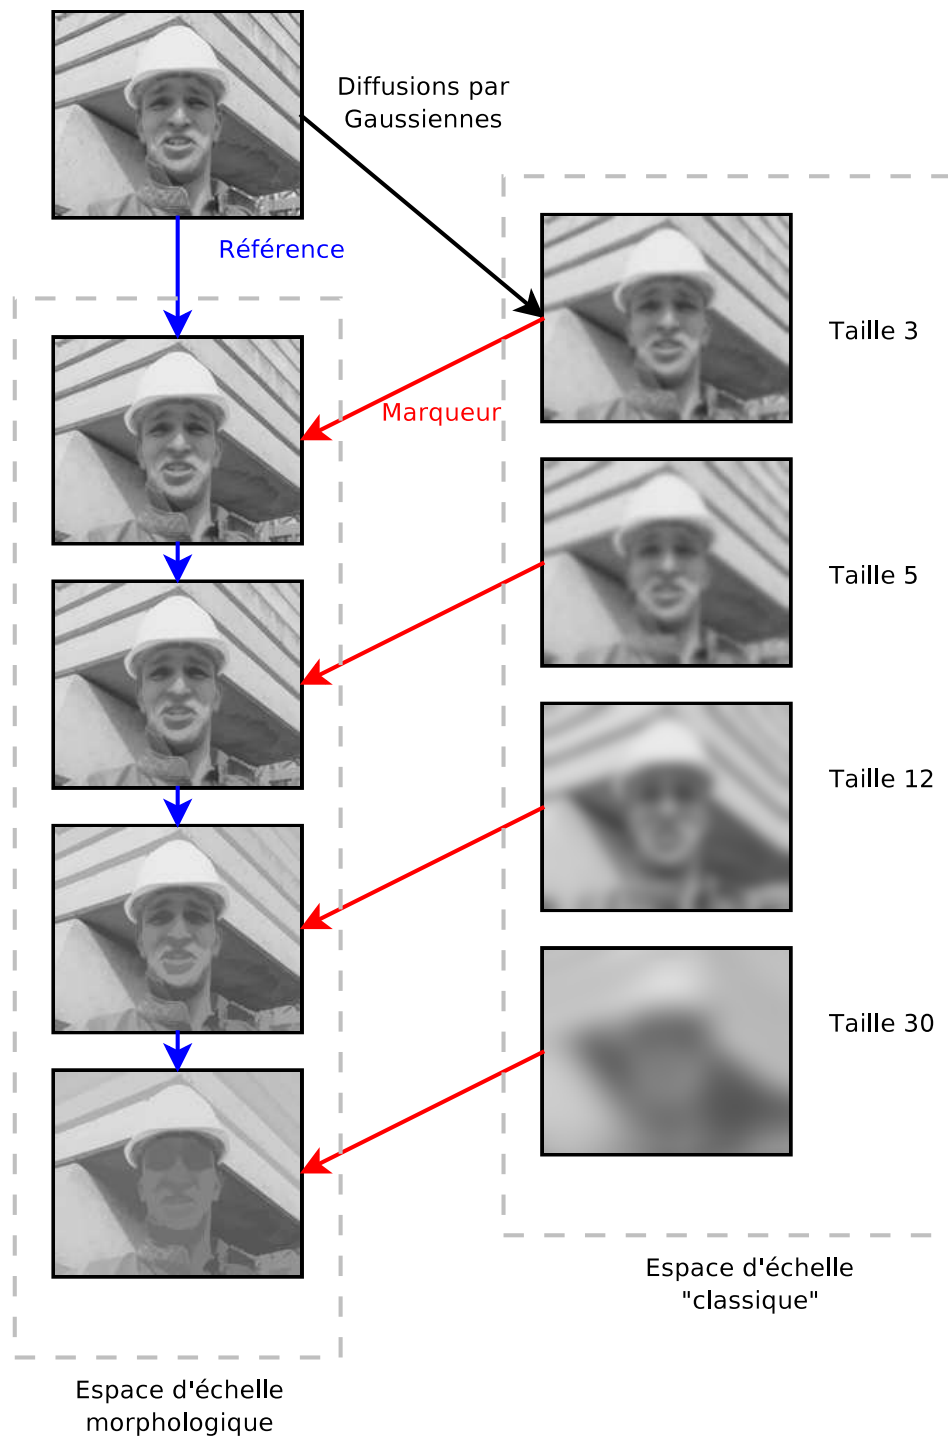 Diffusions par
Gaussiennes
Référence
Taille 3
Marqueur
Taille 5
Taille 12
Taille 30
Espace d'échelle
"classique"
Espace d'échelle
morphologique